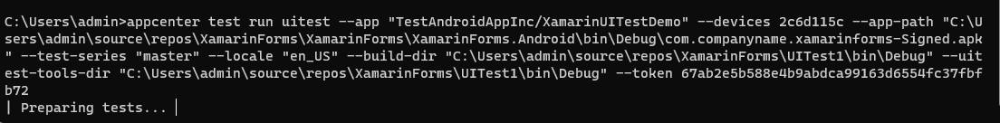 C:\Users\admin>appcenter test run uitest --app "TestAndroidAppInc/XamarinUITestDemo" --devices 2c6d115c --app-path "C:\U
sers\admin\source\repos\XamarinForms\XamarinForms\XamarinForms.Android\bin\Debug\com.companyname.xamarinforms-Signed.apk
" --test-series "master" --locale "en_US" --build-dir "C:\Users\admin\source\repos\XamarinForms\UITest1\bin\Debug" --uit
est-tools-dir "C:\Users\admin\source\repos\XamarinForms\UITest1\bin\Debug" --token 67ab2e5b588e4b9abdca99163d6554fc37fbf
b72
| Preparing tests...